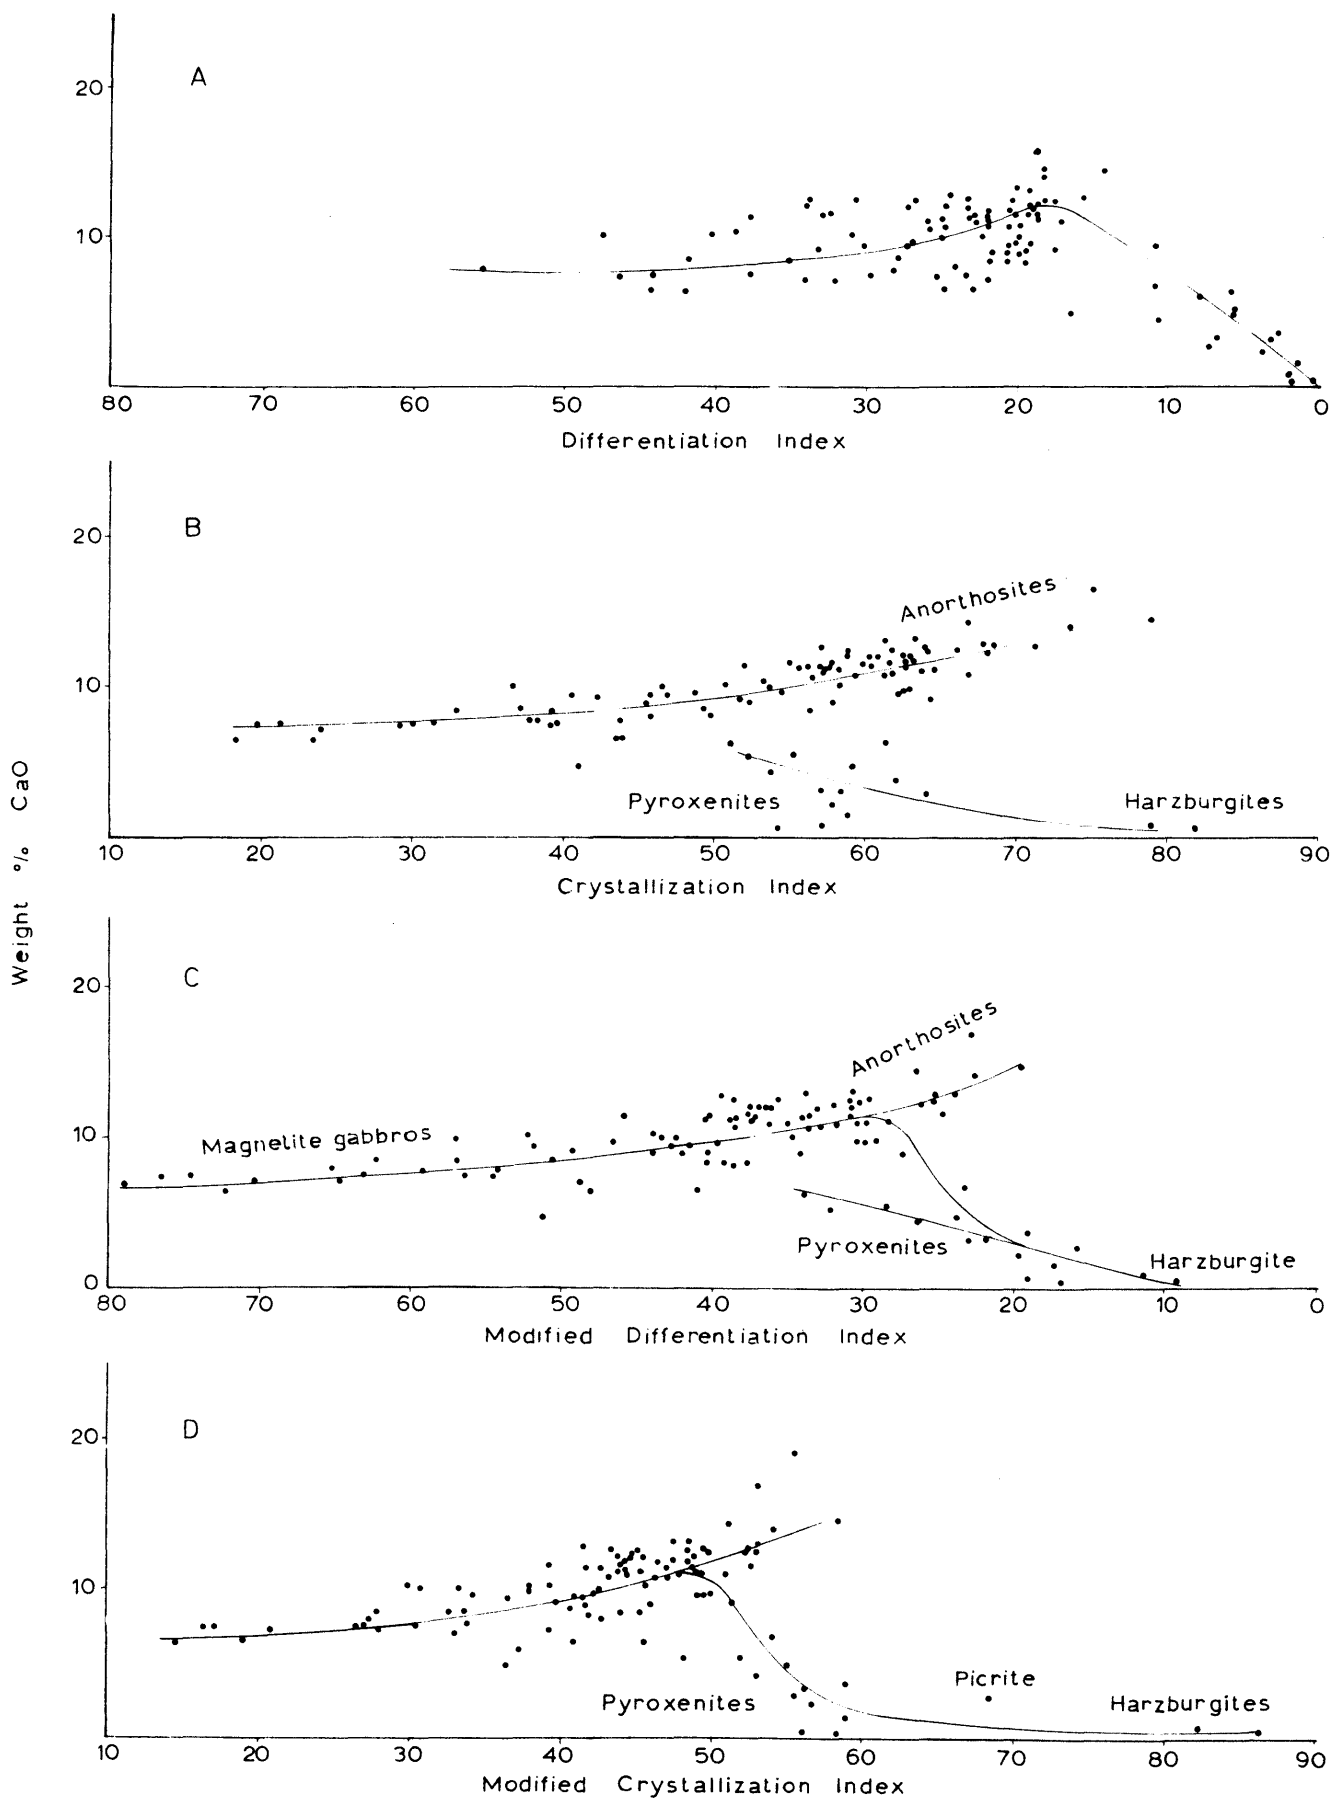 A
20
10
80 70 60 50 40 30 20 10 0
Differentiation Index
B
20
Anorthosites
10
Pyroxenites Harzburgites
10 20 30 40 50 60 70 80 90
Crystallization Index
Weight % CaO
C
20
Anorthosites
10
Magnetite gabbros
Pyroxenites Harzburgite
0
80 70 60 50 40 30 20 10 0
Modified Differentiation Index
D
20
10
Picrite
Pyroxenites Harzburgites
10 20 30 40 50 60 70 80 90
Modified Crystallization Index